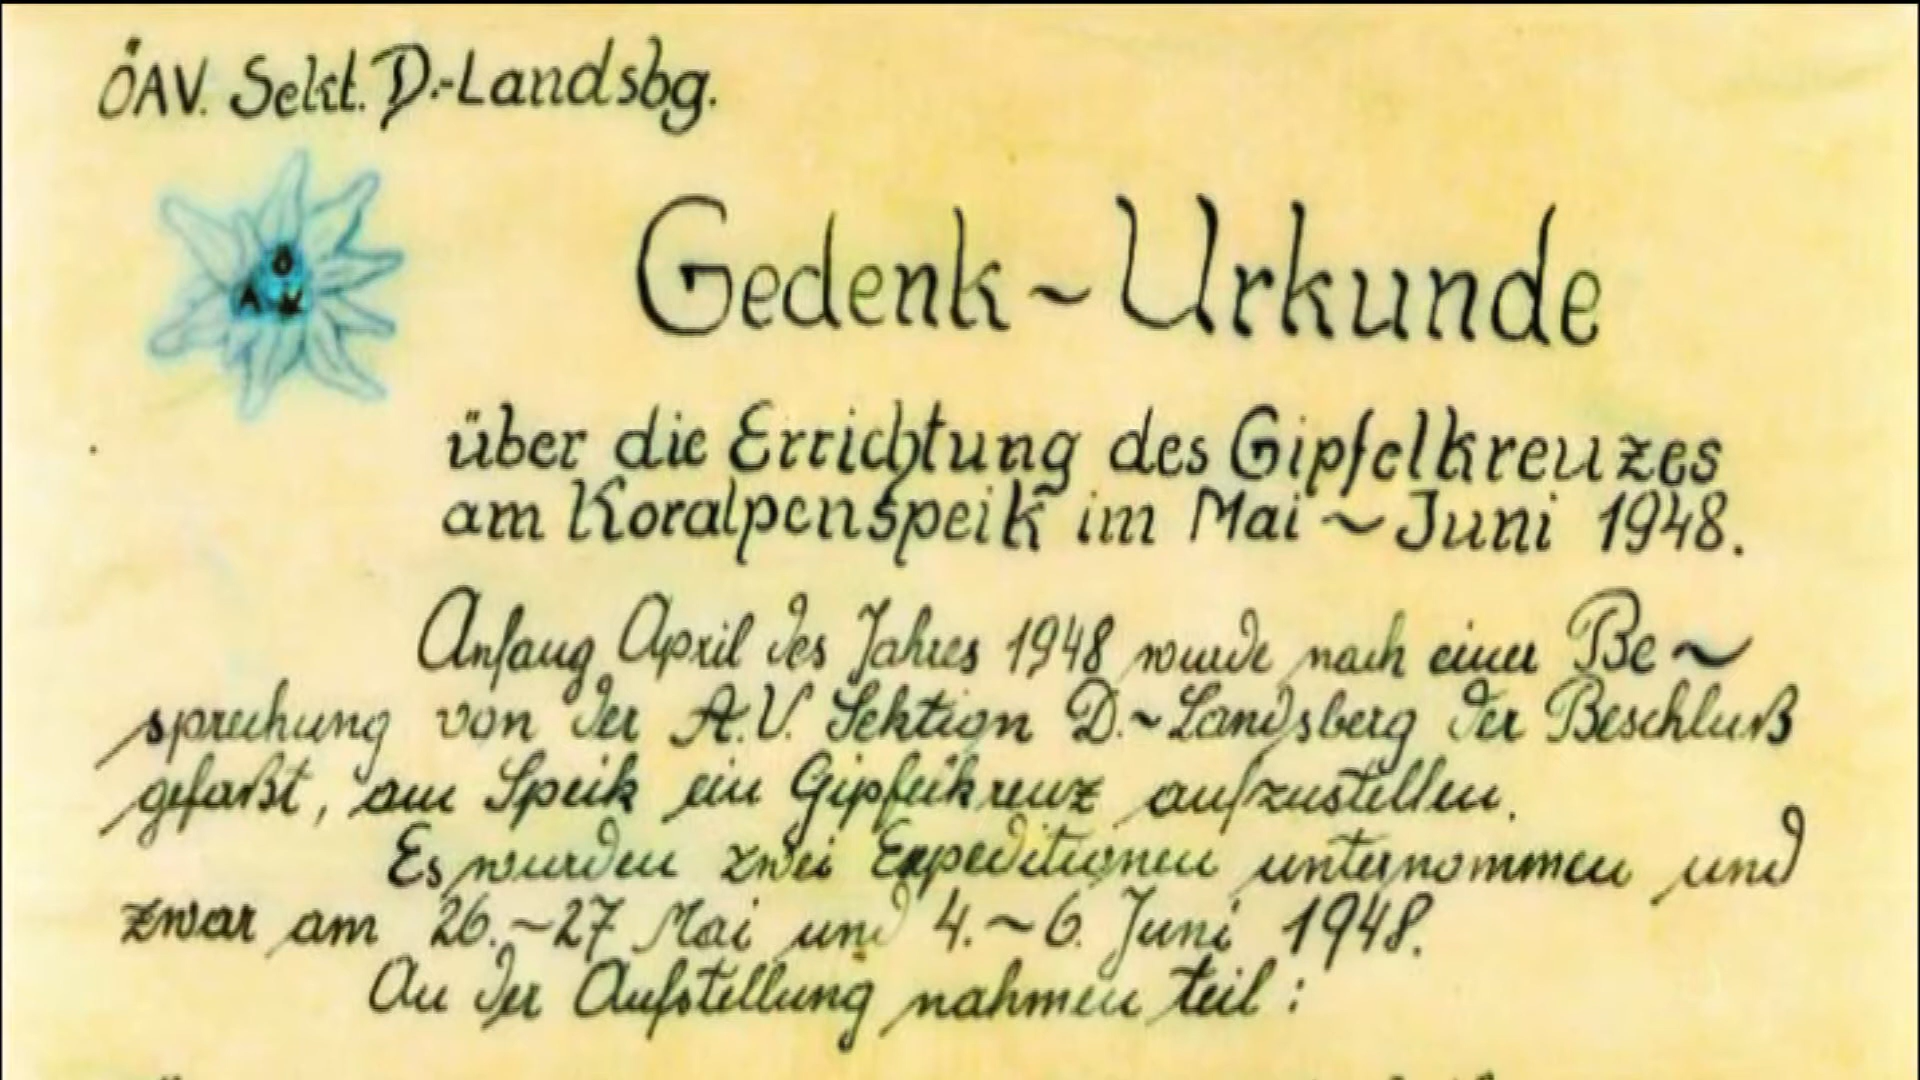 ÖAV. Sekt. D.-Landsbg.
Ö
A V
Gedenk~Urkunde
über die Errichtung des Gipfelkreuzes
am Koralpenspeik im Mai~Juni 1948.
Anfang April des Jahres 1948 wurde nach einer Be~
sprechung von der A.V. Sektion D.~Landsberg der Beschluß
gefaßt, am Speik ein Gipfelkreuz aufzustellen.
Es wurden zwei Expeditionen unternommen und
zwar am 26.~27 Mai und 4.~6. Juni 1948.
An der Aufstellung nahmen teil: